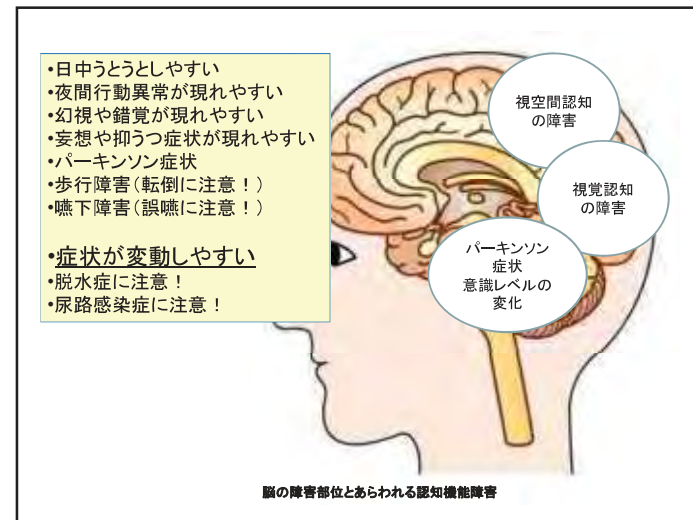 ・日中うとうとしやすい
・夜間行動異常が現れやすい
・幻視や錯覚が現れやすい
・妄想や抑うつ症状が現れやすい
・パーキンソン症状
・歩行障害(転倒に注意！)
・嚥下障害(誤嚥に注意！)
・症状が変動しやすい
・脱水症に注意！
・尿路感染症に注意！
視空間認知
の障害
視覚認知
の障害
パーキンソン
症状
意識レベルの
変化
脳の障害部位とあらわれる認知機能障害